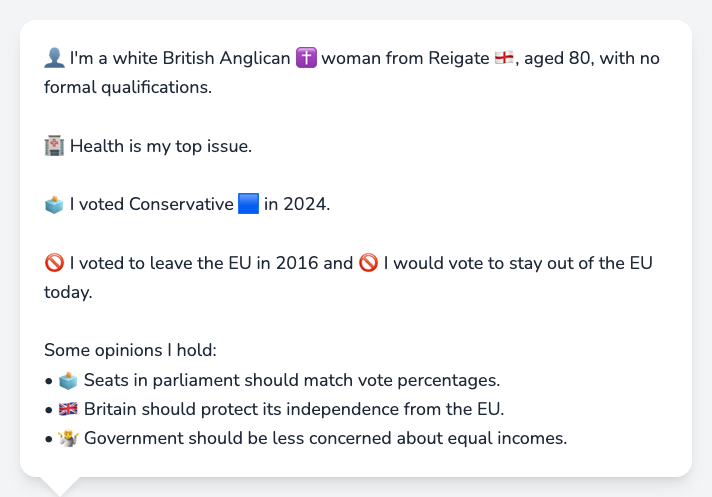 👤 I'm a white British Anglican ✝️ woman from Reigate 🏴󠁧󠁢󠁥󠁮󠁧󠁿, aged 80, with no
formal qualifications.
🏥 Health is my top issue.
🗳️ I voted Conservative 🟦 in 2024.
🚫 I voted to leave the EU in 2016 and 🚫 I would vote to stay out of the EU
today.
Some opinions I hold:
• 🗳️ Seats in parliament should match vote percentages.
• 🇬🇧 Britain should protect its independence from the EU.
• 🤷 Government should be less concerned about equal incomes.